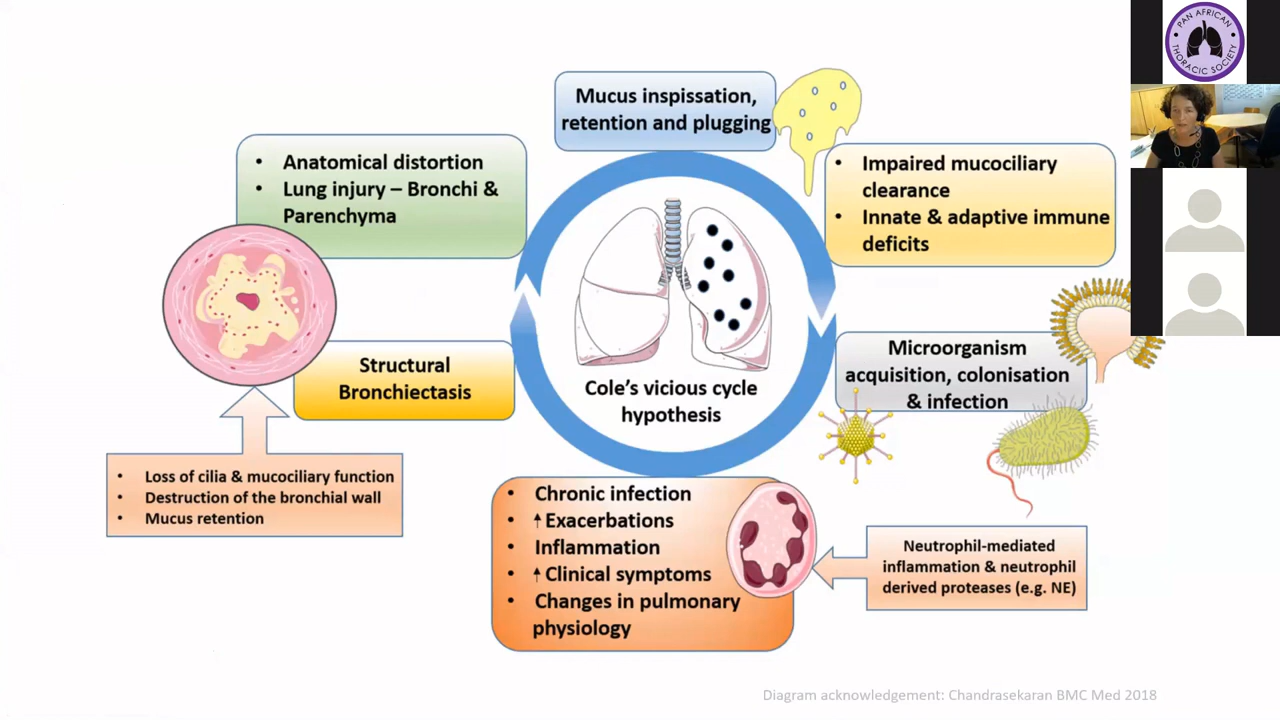 Mucus inspissation,
retention and plugging
• Anatomical distortion
• Lung injury – Bronchi &
Parenchyma
• Impaired mucociliary
clearance
• Innate & adaptive immune
deficits
Structural
Bronchiectasis
Cole's vicious cycle
hypothesis
Microorganism
acquisition, colonisation
& infection
• Loss of cilia & mucociliary function
• Destruction of the bronchial wall
• Mucus retention
• Chronic infection
• ↑Exacerbations
• Inflammation
• ↑Clinical symptoms
• Changes in pulmonary
physiology
Neutrophil-mediated
inflammation & neutrophil
derived proteases (e.g. NE)
Diagram acknowledgement: Chandrasekaran BMC Med 2018
PAN AFRICAN
THORACIC SOCIETY